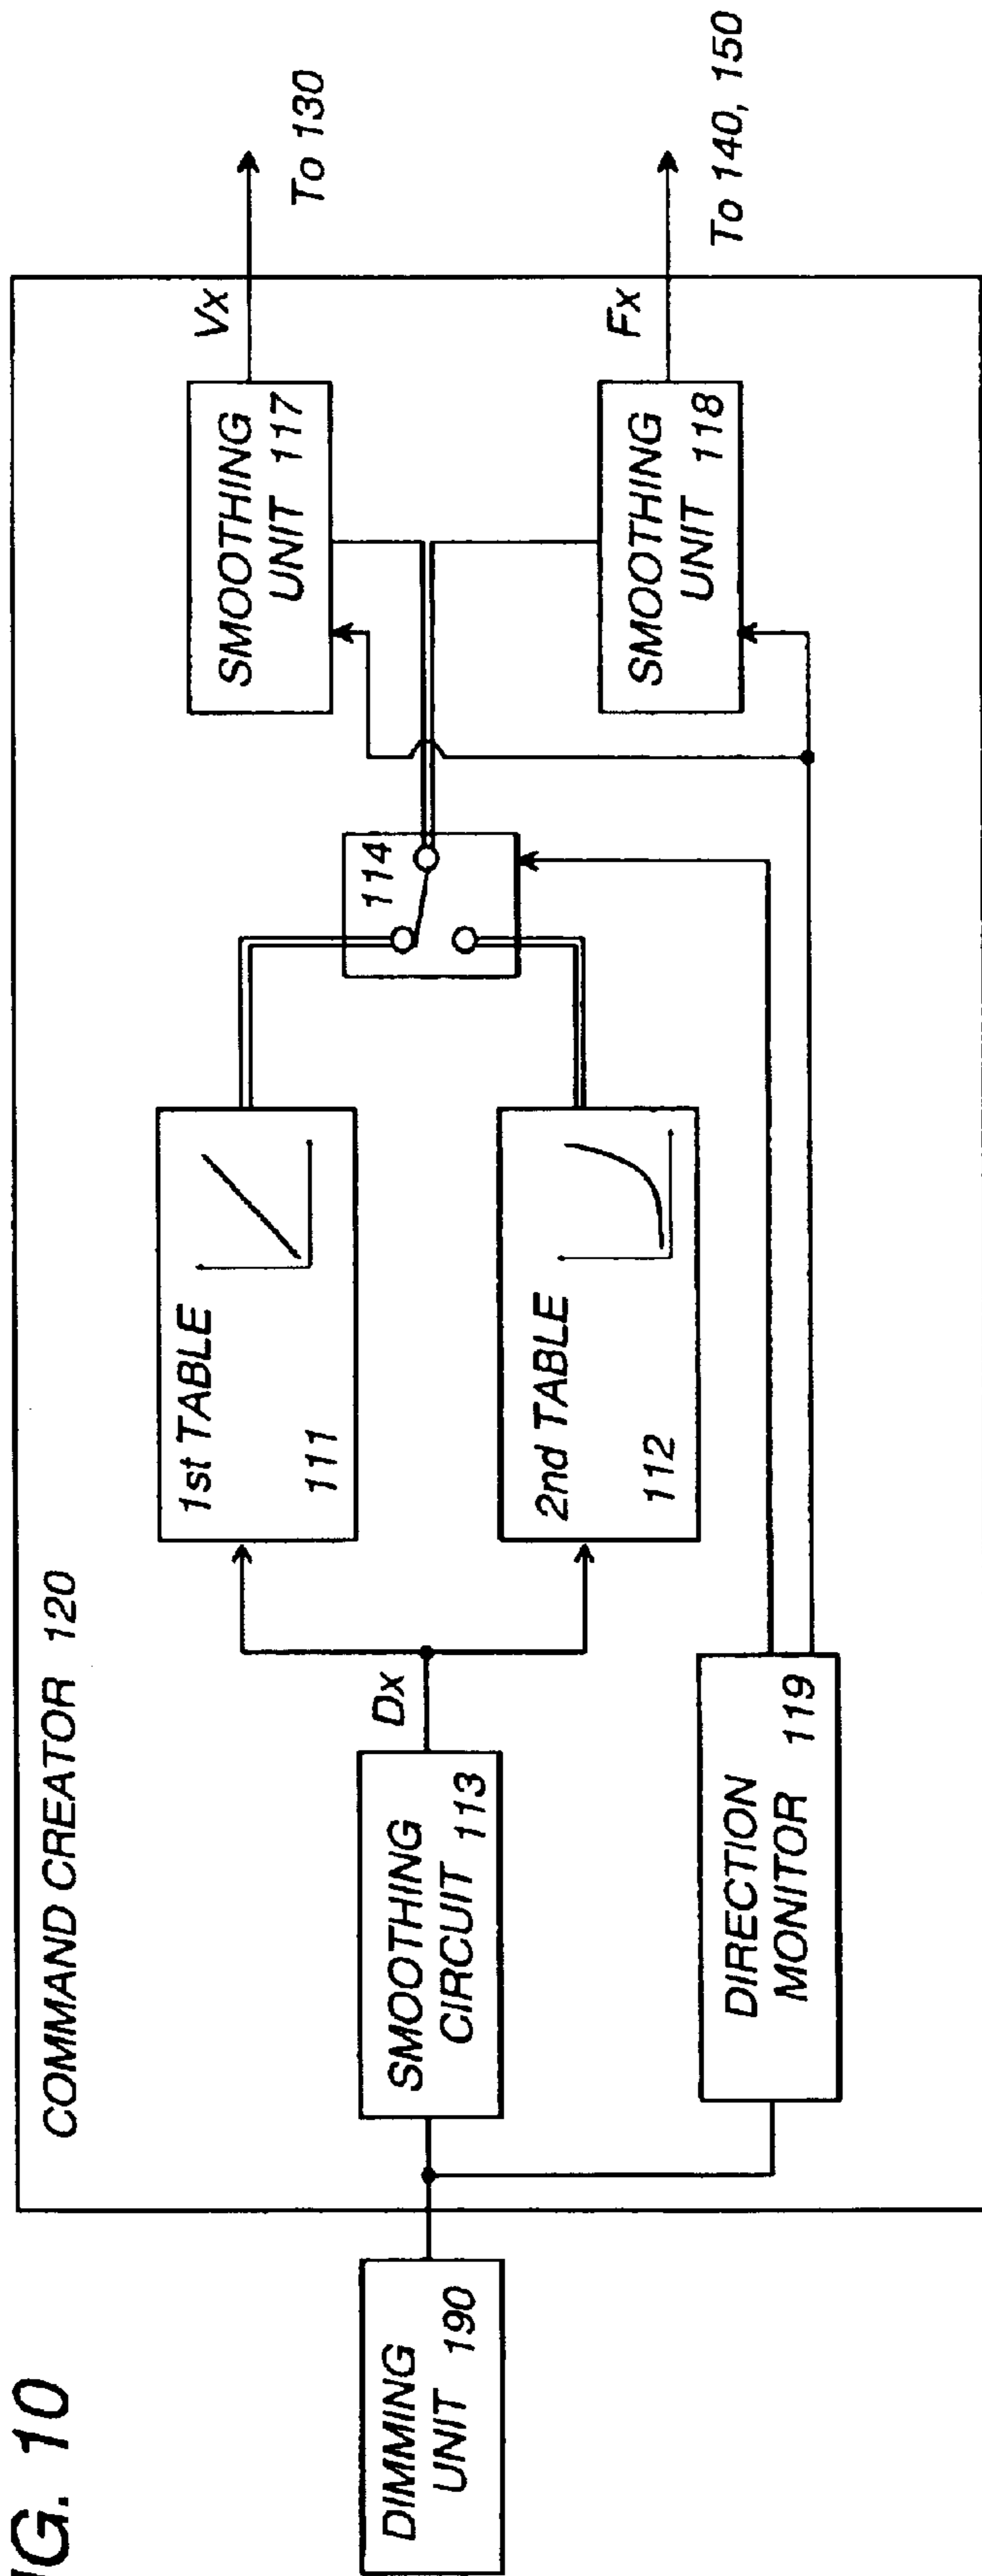 FIG. 10
COMMAND CREATOR 120
DIMMING
UNIT 190
SMOOTHING
CIRCUIT 113
Dx
DIRECTION
MONITOR 119
1st TABLE
111
2nd TABLE
112
114
SMOOTHING
UNIT 117
SMOOTHING
UNIT 118
Vx
Fx
To 130
To 140, 150